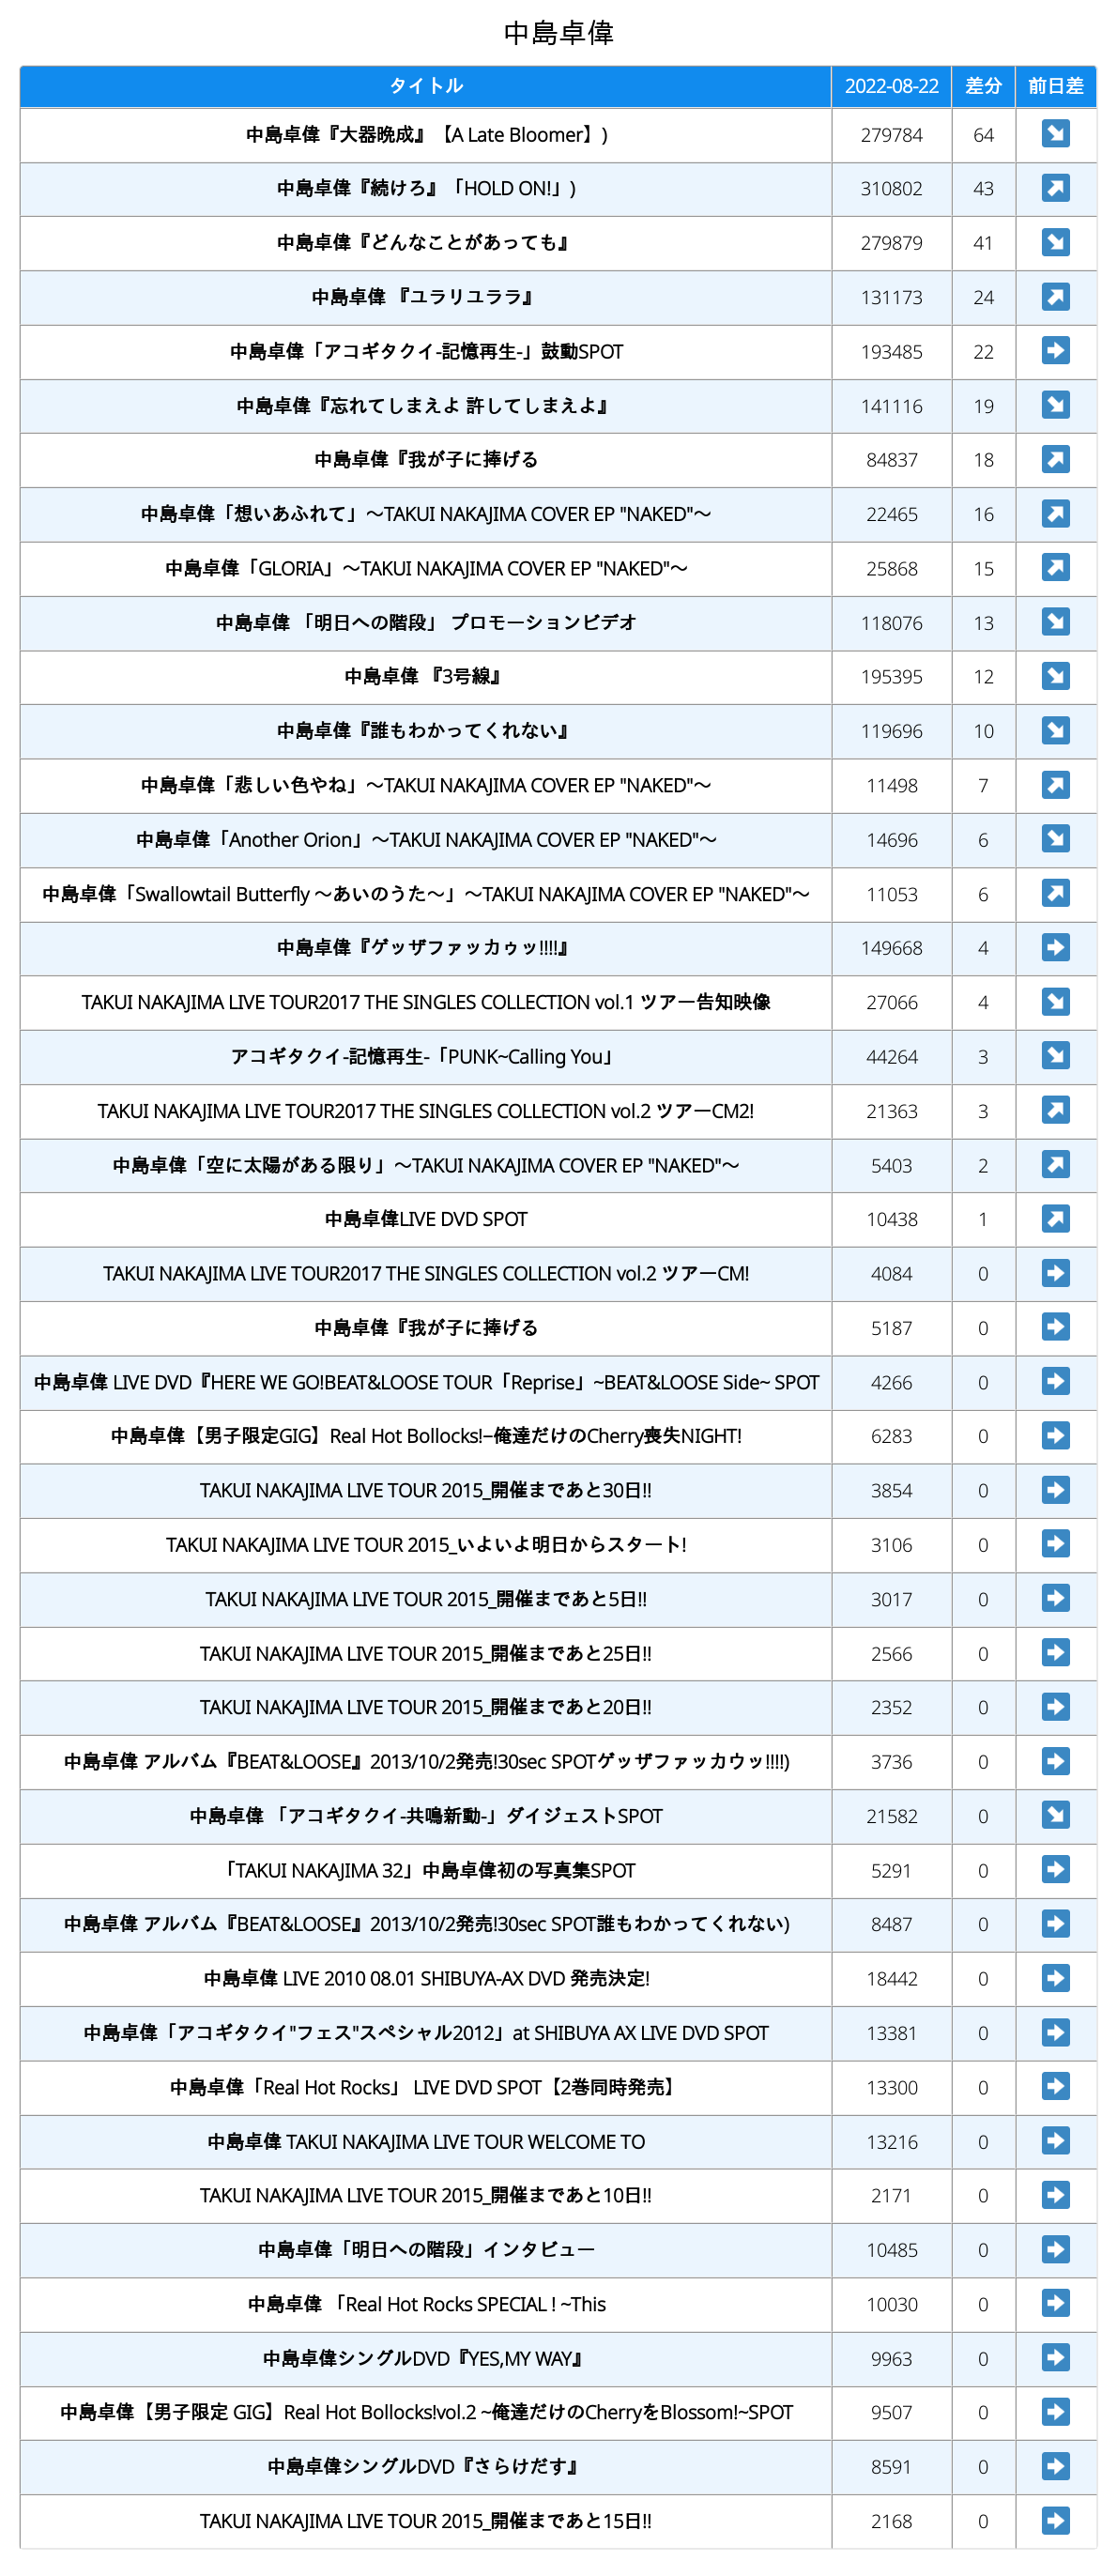 中島卓偉
タイトル 2022-08-22 差分 前日差
中島卓偉『大器晩成』【A Late Bloomer】) 279784 64 ↘
中島卓偉『続けろ』「HOLD ON!」) 310802 43 ↗
中島卓偉『どんなことがあっても』 279879 41 ↘
中島卓偉 『ユラリユララ』 131173 24 ↗
中島卓偉「アコギタクイ-記憶再生-」鼓動SPOT 193485 22 ➡
中島卓偉『忘れてしまえよ 許してしまえよ』 141116 19 ↘
中島卓偉『我が子に捧げる 84837 18 ↗
中島卓偉「想いあふれて」〜TAKUI NAKAJIMA COVER EP "NAKED"〜 22465 16 ↗
中島卓偉「GLORIA」〜TAKUI NAKAJIMA COVER EP "NAKED"〜 25868 15 ↗
中島卓偉 「明日への階段」 プロモーションビデオ 118076 13 ↘
中島卓偉 『3号線』 195395 12 ↘
中島卓偉『誰もわかってくれない』 119696 10 ↘
中島卓偉「悲しい色やね」〜TAKUI NAKAJIMA COVER EP "NAKED"〜 11498 7 ↗
中島卓偉「Another Orion」〜TAKUI NAKAJIMA COVER EP "NAKED"〜 14696 6 ↘
中島卓偉「Swallowtail Butterfly 〜あいのうた〜」〜TAKUI NAKAJIMA COVER EP "NAKED"〜 11053 6 ↗
中島卓偉『ゲッザファッカゥッ!!!!』 149668 4 ➡
TAKUI NAKAJIMA LIVE TOUR2017 THE SINGLES COLLECTION vol.1 ツアー告知映像 27066 4 ↘
アコギタクイ-記憶再生-「PUNK~Calling You」 44264 3 ↘
TAKUI NAKAJIMA LIVE TOUR2017 THE SINGLES COLLECTION vol.2 ツアーCM2! 21363 3 ↗
中島卓偉「空に太陽がある限り」〜TAKUI NAKAJIMA COVER EP "NAKED"〜 5403 2 ↗
中島卓偉LIVE DVD SPOT 10438 1 ↗
TAKUI NAKAJIMA LIVE TOUR2017 THE SINGLES COLLECTION vol.2 ツアーCM! 4084 0 ➡
中島卓偉『我が子に捧げる 5187 0 ➡
中島卓偉 LIVE DVD『HERE WE GO!BEAT&LOOSE TOUR「Reprise」~BEAT&LOOSE Side~ SPOT 4266 0 ➡
中島卓偉【男子限定GIG】Real Hot Bollocks!−俺達だけのCherry喪失NIGHT! 6283 0 ➡
TAKUI NAKAJIMA LIVE TOUR 2015_開催まであと30日!! 3854 0 ➡
TAKUI NAKAJIMA LIVE TOUR 2015_いよいよ明日からスタート! 3106 0 ➡
TAKUI NAKAJIMA LIVE TOUR 2015_開催まであと5日!! 3017 0 ➡
TAKUI NAKAJIMA LIVE TOUR 2015_開催まであと25日!! 2566 0 ➡
TAKUI NAKAJIMA LIVE TOUR 2015_開催まであと20日!! 2352 0 ➡
中島卓偉 アルバム『BEAT&LOOSE』2013/10/2発売!30sec SPOTゲッザファッカウッ!!!!) 3736 0 ➡
中島卓偉 「アコギタクイ-共鳴新動-」ダイジェストSPOT 21582 0 ↘
「TAKUI NAKAJIMA 32」中島卓偉初の写真集SPOT 5291 0 ➡
中島卓偉 アルバム『BEAT&LOOSE』2013/10/2発売!30sec SPOT誰もわかってくれない) 8487 0 ➡
中島卓偉 LIVE 2010 08.01 SHIBUYA-AX DVD 発売決定! 18442 0 ➡
中島卓偉「アコギタクイ"フェス"スペシャル2012」at SHIBUYA AX LIVE DVD SPOT 13381 0 ➡
中島卓偉「Real Hot Rocks」 LIVE DVD SPOT【2巻同時発売】 13300 0 ➡
中島卓偉 TAKUI NAKAJIMA LIVE TOUR WELCOME TO 13216 0 ➡
TAKUI NAKAJIMA LIVE TOUR 2015_開催まであと10日!! 2171 0 ➡
中島卓偉「明日への階段」インタビュー 10485 0 ➡
中島卓偉 「Real Hot Rocks SPECIAL ! ~This 10030 0 ➡
中島卓偉シングルDVD『YES,MY WAY』 9963 0 ➡
中島卓偉【男子限定 GIG】Real Hot Bollocks!vol.2 ~俺達だけのCherryをBlossom!~SPOT 9507 0 ➡
中島卓偉シングルDVD『さらけだす』 8591 0 ➡
TAKUI NAKAJIMA LIVE TOUR 2015_開催まであと15日!! 2168 0 ➡